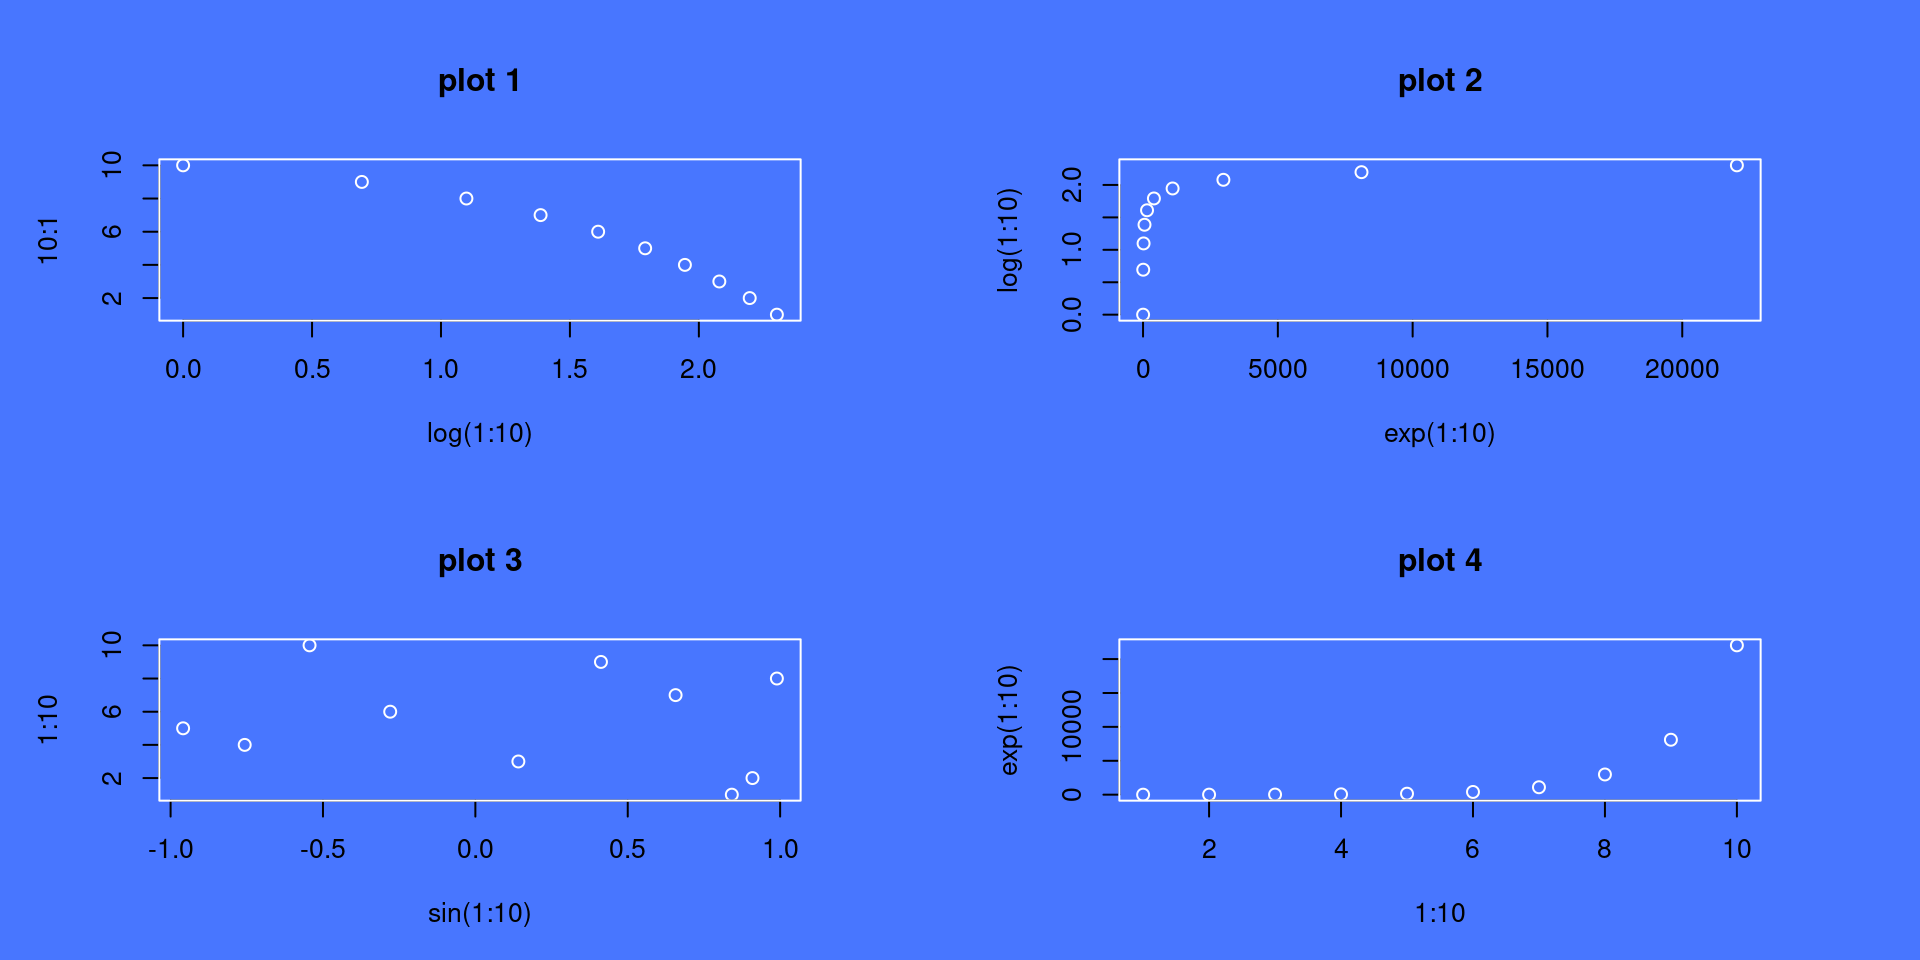 plot 1
10:1
10
6
2
0.0 0.5 1.0 1.5 2.0
log(1:10)
plot 2
log(1:10)
2.0
1.0
0.0
0 5000 10000 15000 20000
exp(1:10)
plot 3
1:10
10
6
2
-1.0 -0.5 0.0 0.5 1.0
sin(1:10)
plot 4
exp(1:10)
10000
0
2 4 6 8 10
1:10